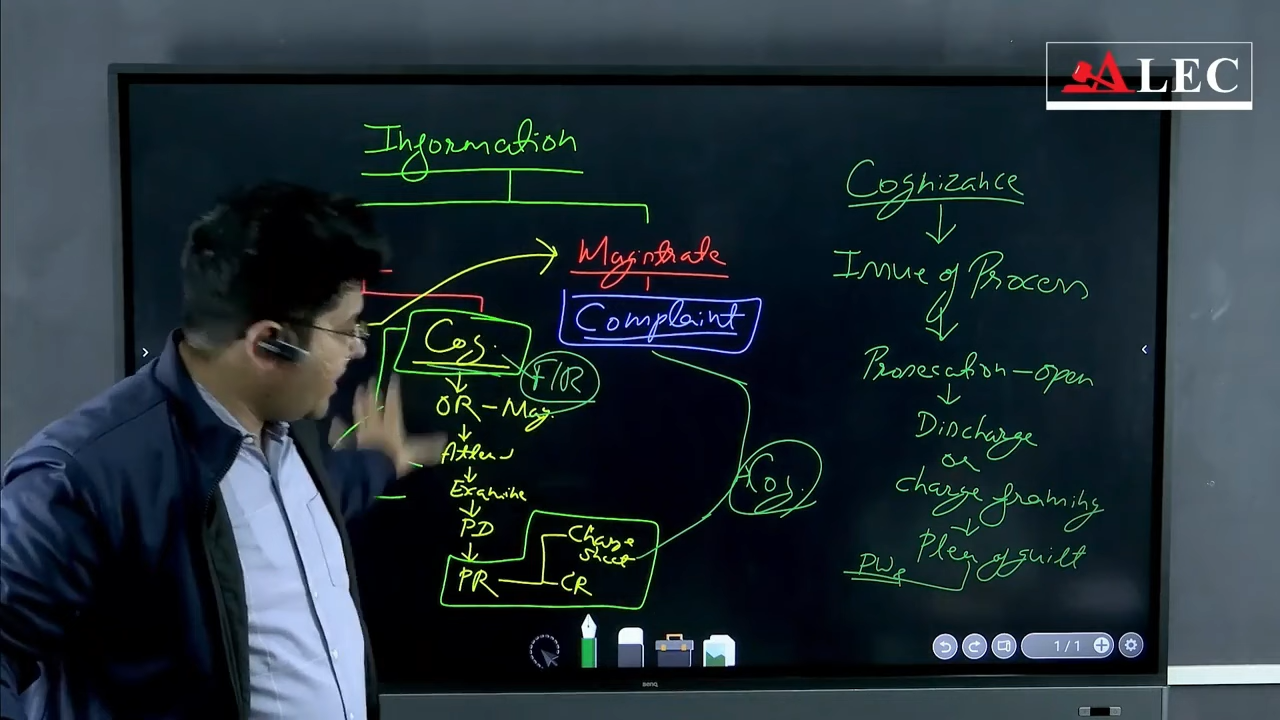 ALEC
Information
Magistrate
Complaint
Cog.
FIR
OR - Mag.
Atten
Examine
PD
PR
Charge
Sheet
CR
Cog.
Cognizance
Issue of Process
Prosecution - open
Discharge
or
charge framing
Plea of guilt
PWs
1/1
BenQ